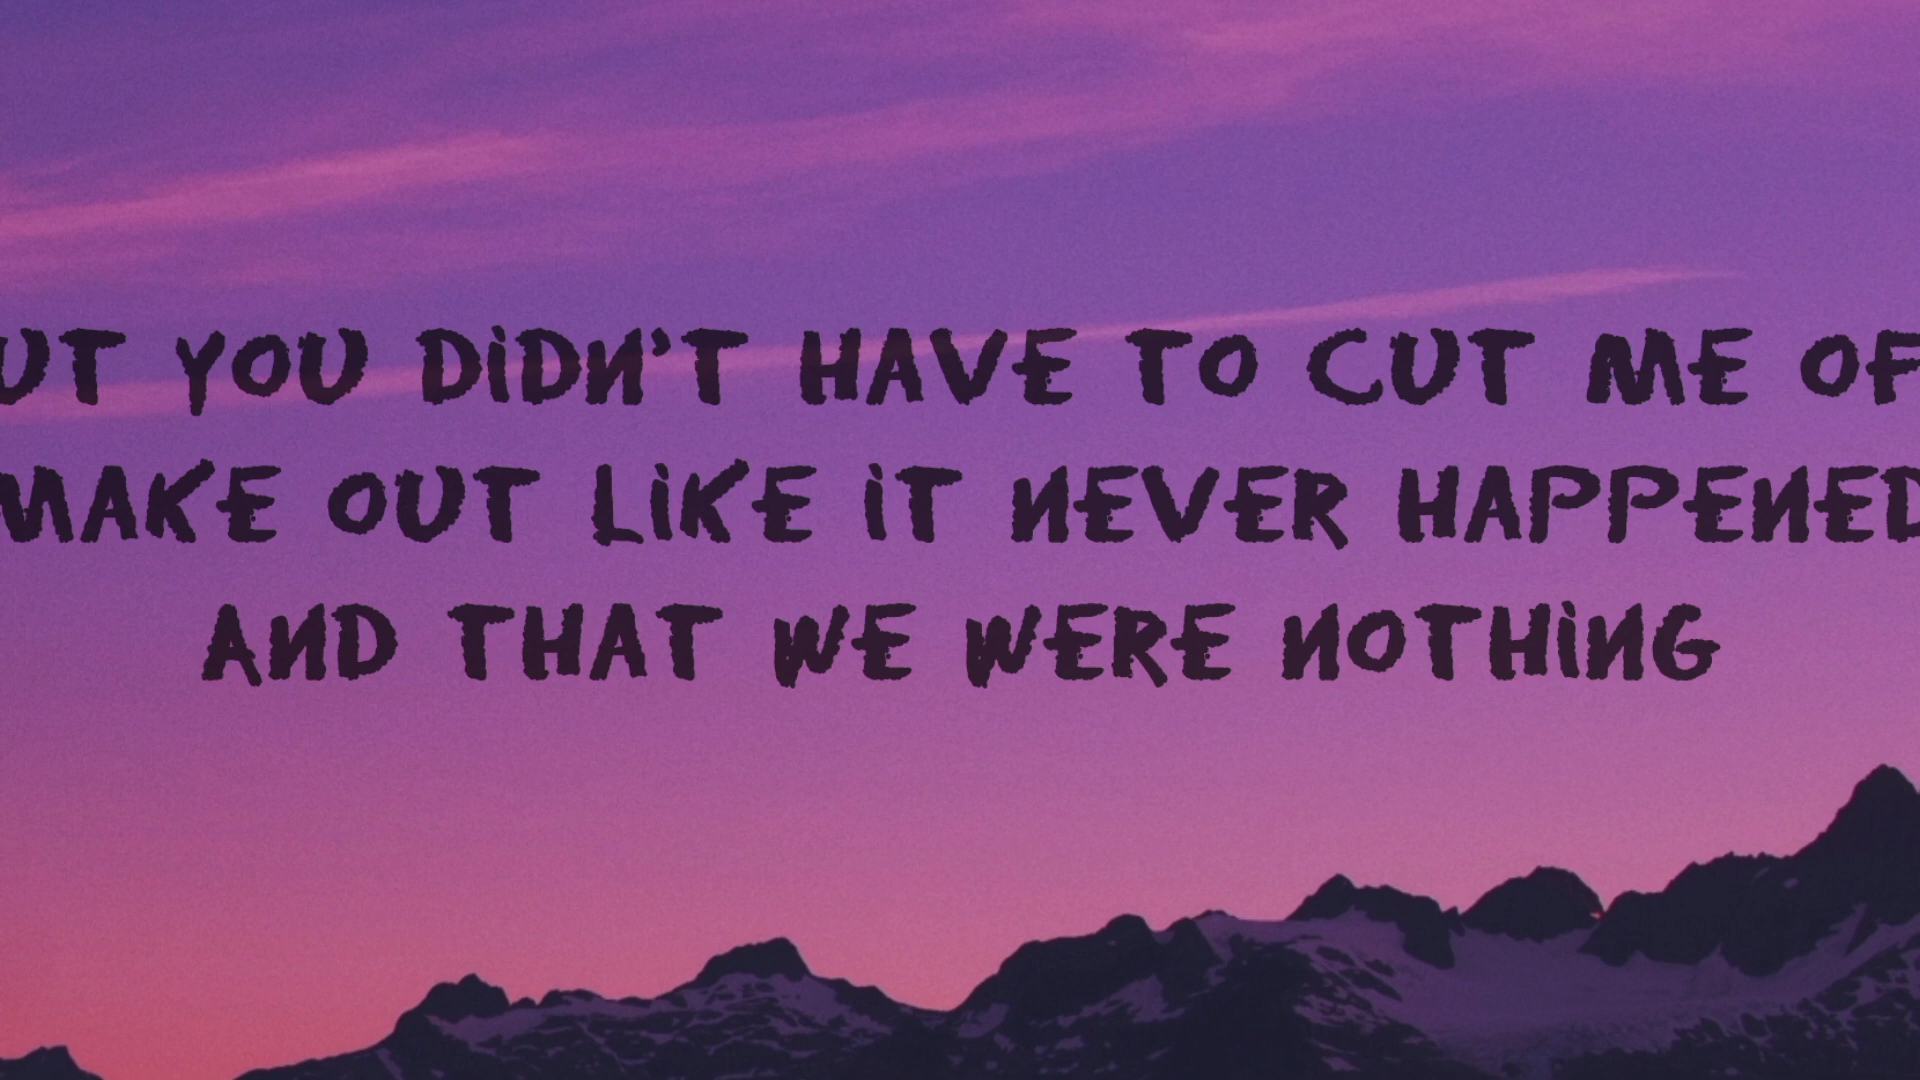 UT YOU DIDN'T HAVE TO CUT ME OF
MAKE OUT LIKE IT NEVER HAPPENED
AND THAT WE WERE NOTHING